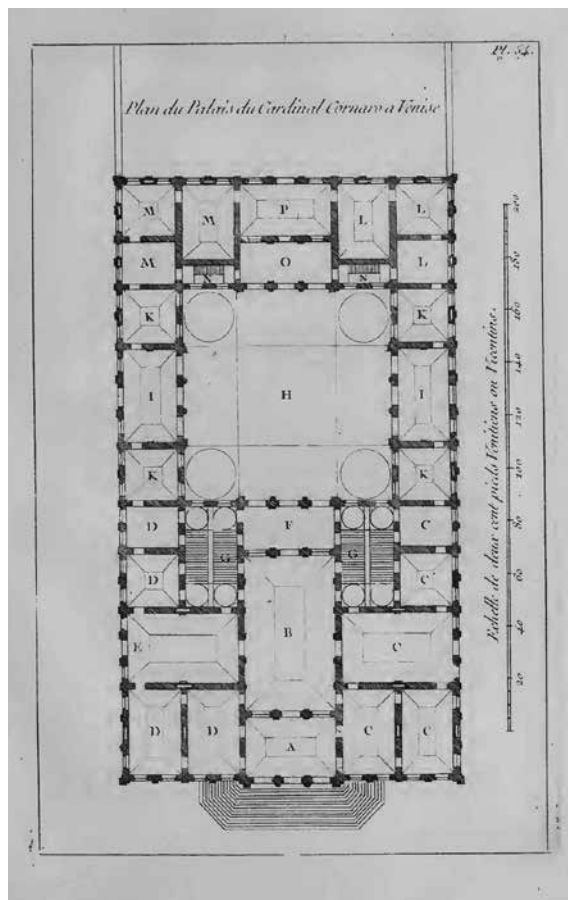 Pl. 54.
Plan du Palais du Cardinal Cornaro a Venise
M M P L L
M O L
N N
K K
I H I
K K
D F C
G G
D C
B
E C
D D A C C
20 40 60 80 100 120 140 160 180 200
Echelle de deux cent pieds Vénitiens ou Vicentins.